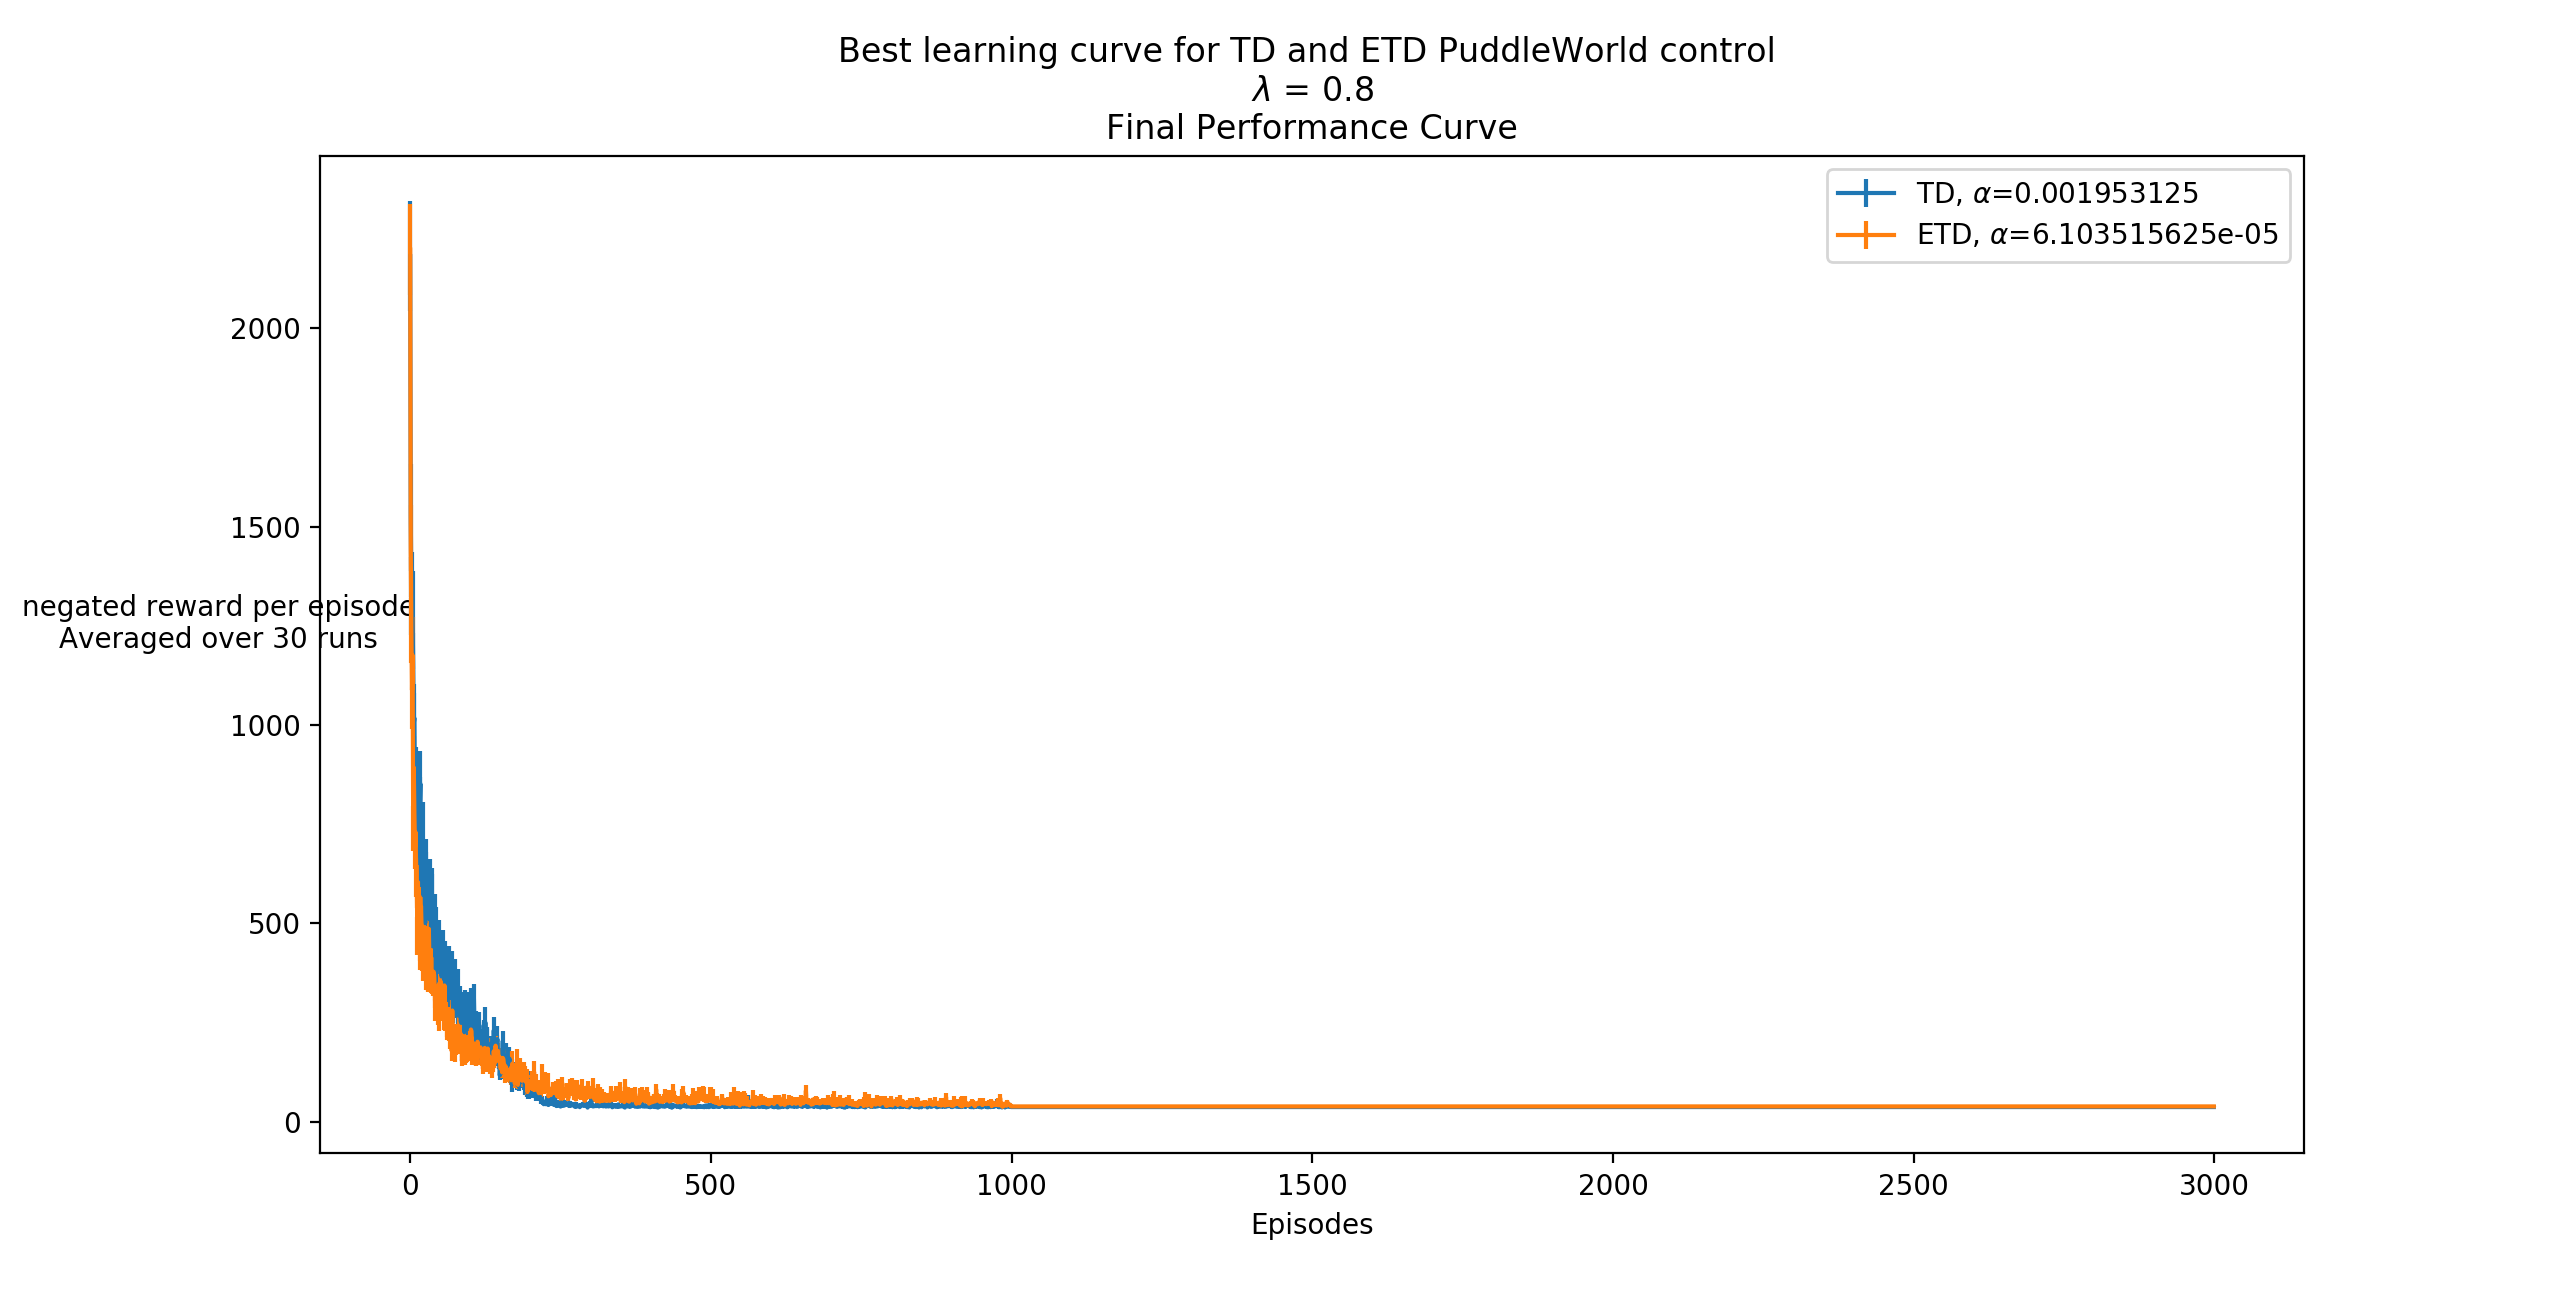 Best learning curve for TD and ETD PuddleWorld control
λ = 0.8
Final Performance Curve
TD, α=0.001953125
ETD, α=6.103515625e-05
2000
1500
negated reward per episode
Averaged over 30 runs
1000
500
0
0 500 1000 1500 2000 2500 3000
Episodes